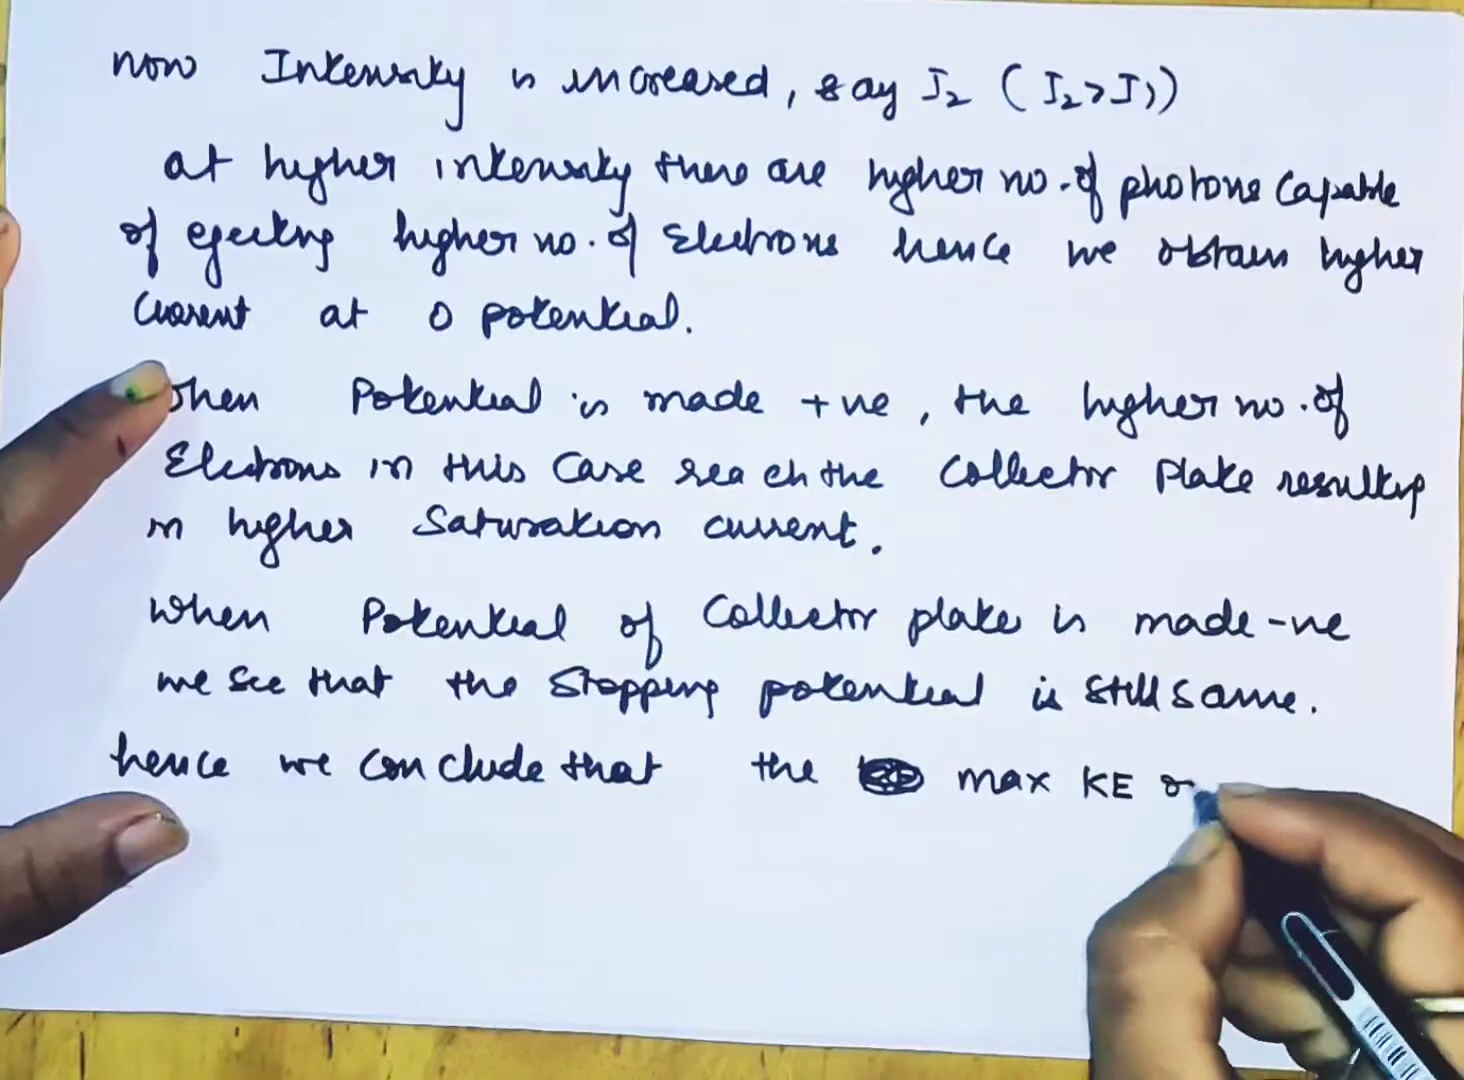 now Intensity is increased, say I₂ (I₂>I₁)
at higher intensity there are higher no. of photons capable
of ejecting higher no. of Electrons hence we obtain higher
current at 0 potential.
When Potential is made +ve, the higher no. of
Electrons in this case reach the collector plate resulting
in higher saturation current.
When Potential of collector plate is made -ve
we see that the stopping potential is still same.
hence we conclude that the max KE